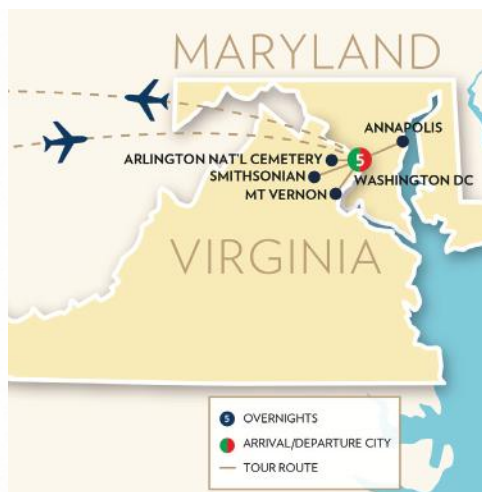 MARYLAND
ANNAPOLIS
ARLINGTON NAT'L CEMETERY
5
SMITHSONIAN
WASHINGTON DC
MT VERNON
VIRGINIA
5 OVERNIGHTS
ARRIVAL/DEPARTURE CITY
TOUR ROUTE